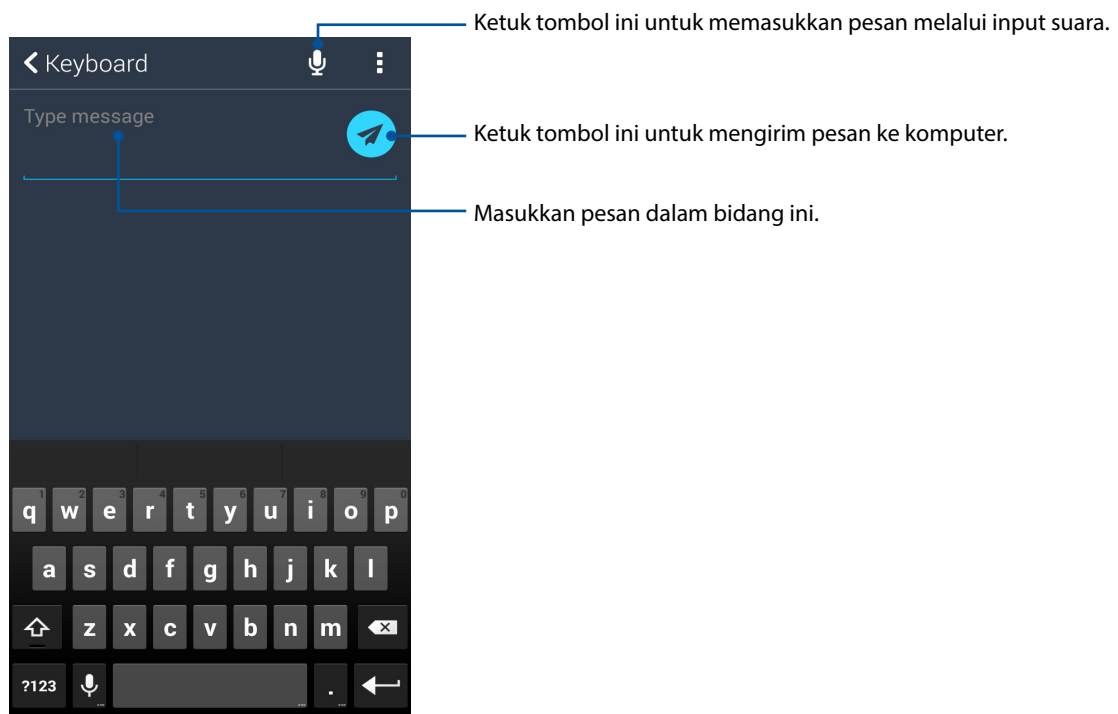 Ketuk tombol ini untuk memasukkan pesan melalui input suara.
Keyboard
Type message
Ketuk tombol ini untuk mengirim pesan ke komputer.
Masukkan pesan dalam bidang ini.
1 2 3 4 5 6 7 8 9 0
q w e r t y u i o p
a s d f g h j k l
z x c v b n m
?123 .